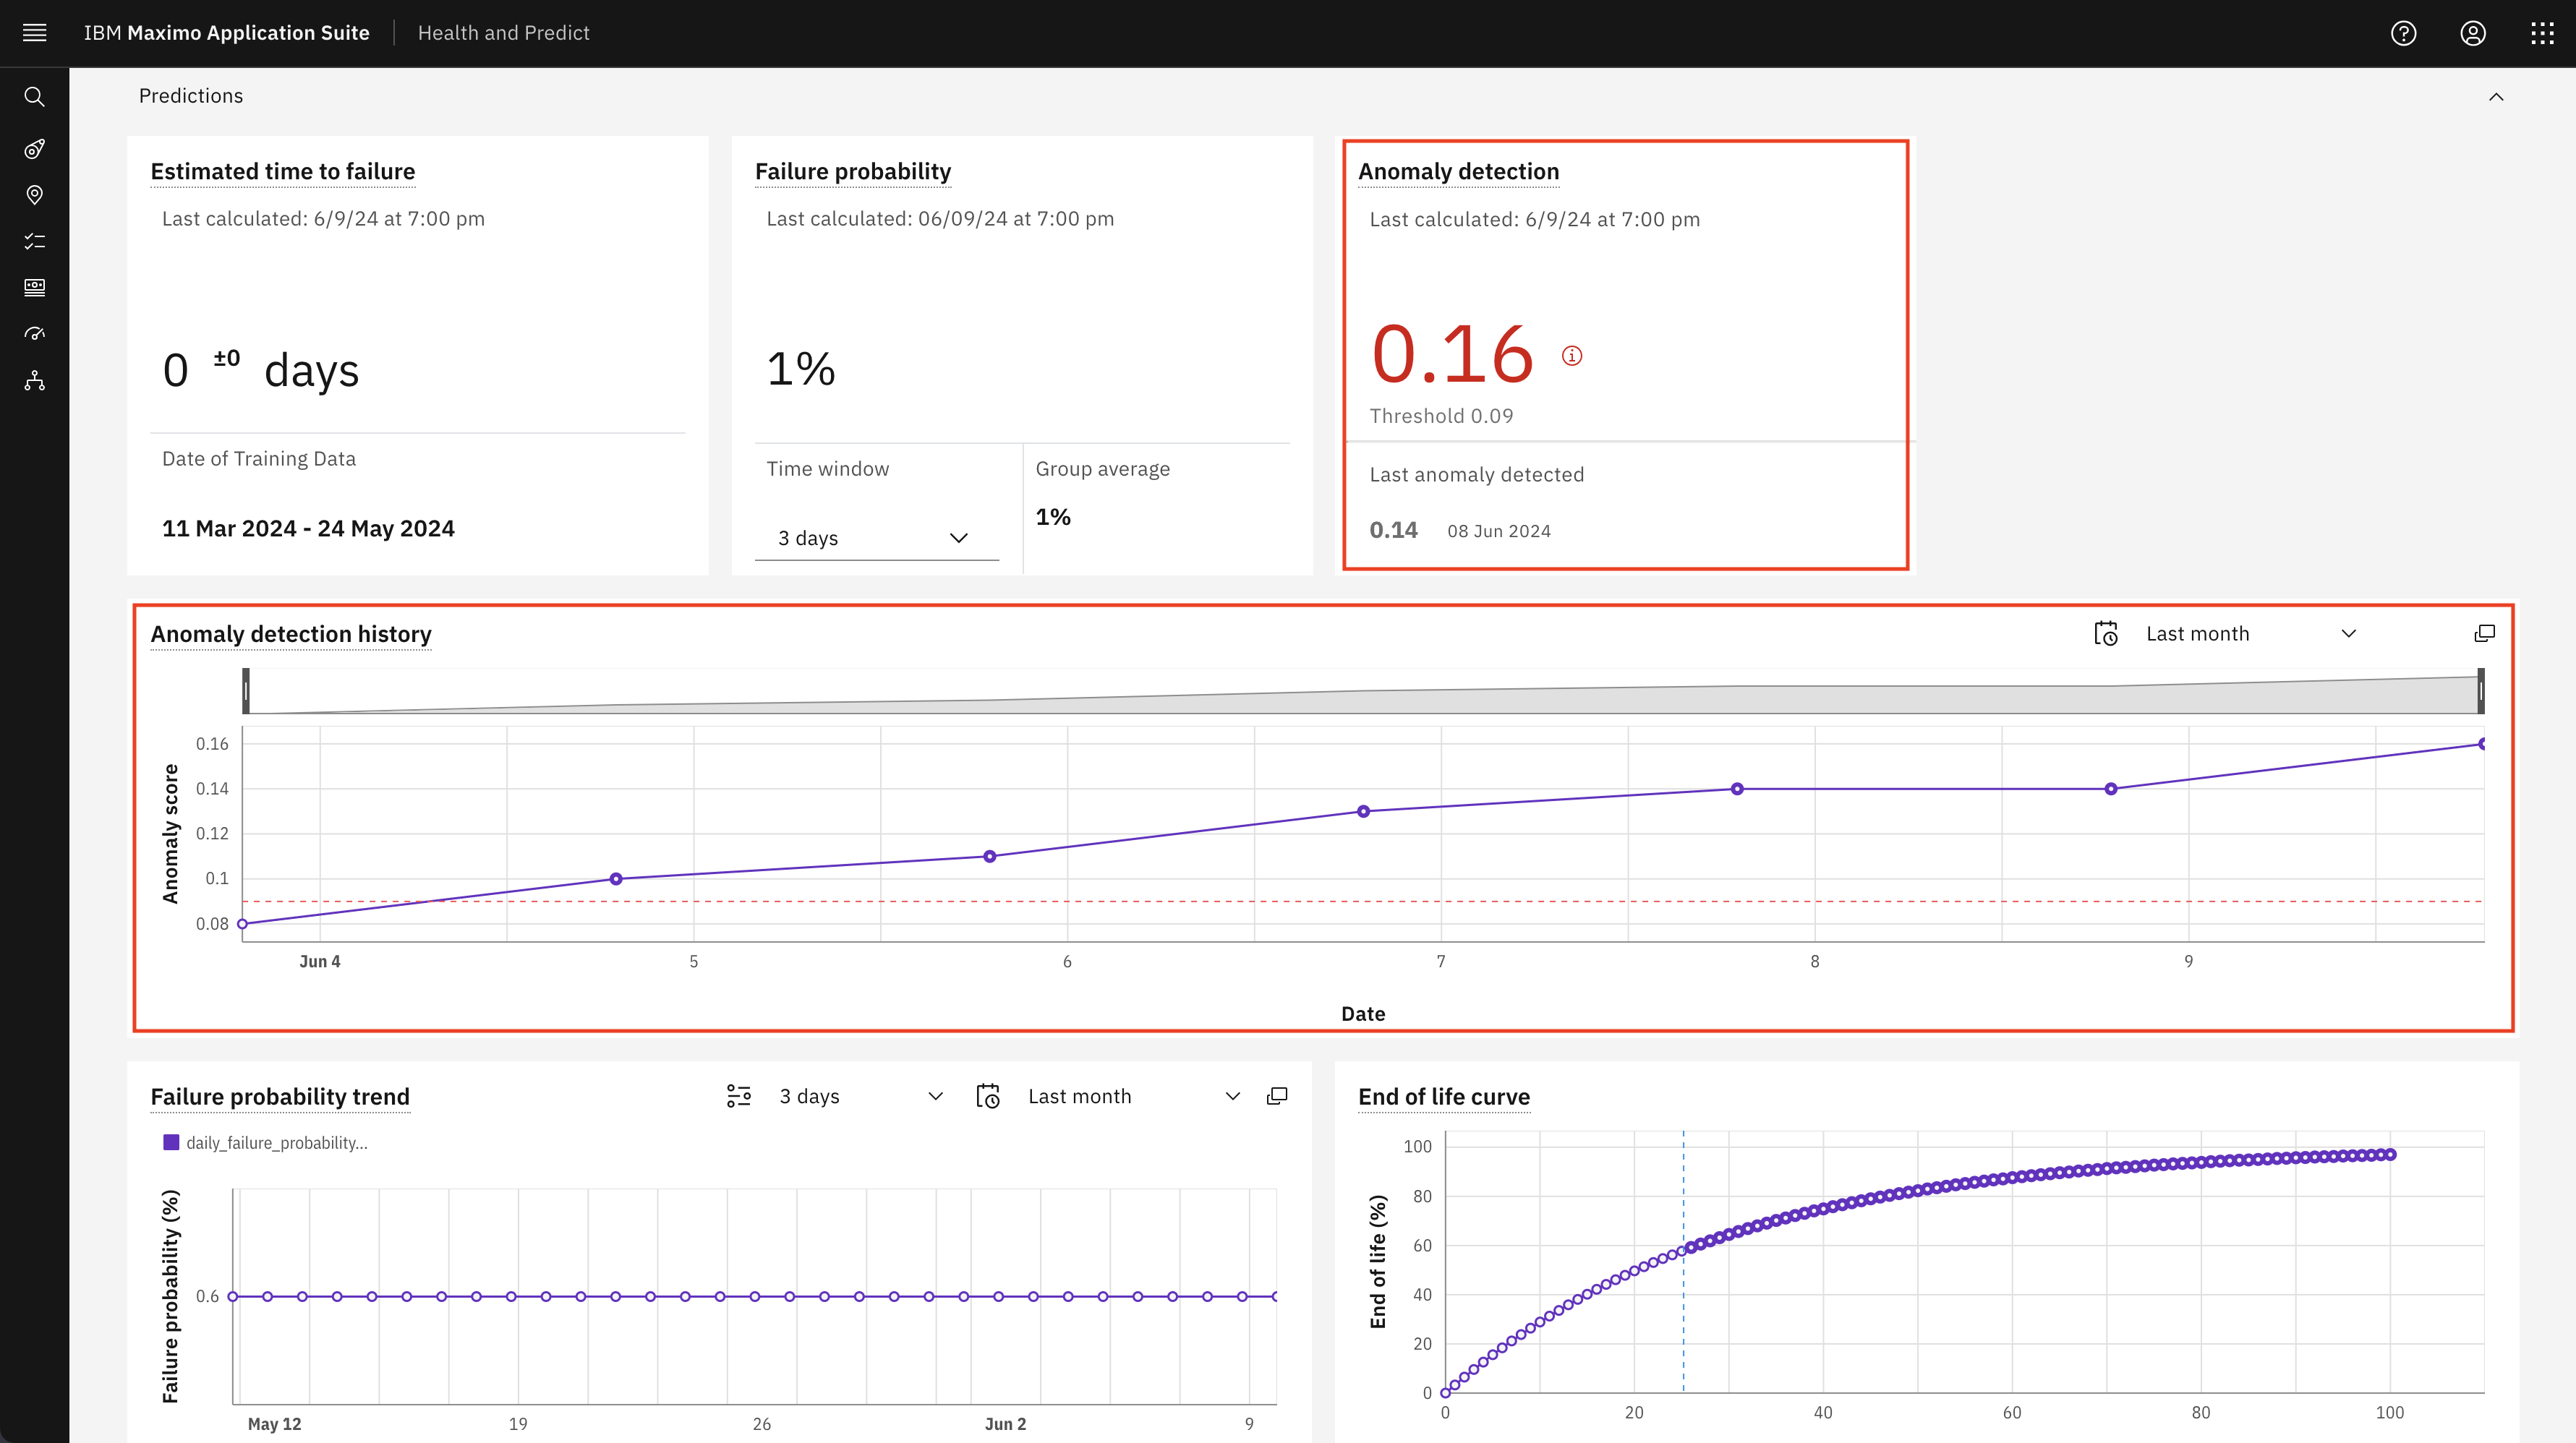 IBM Maximo Application Suite Health and Predict
Predictions
Estimated time to failure
Last calculated: 6/9/24 at 7:00 pm
0 ±0 days
Date of Training Data
11 Mar 2024 - 24 May 2024
Failure probability
Last calculated: 06/09/24 at 7:00 pm
1%
Time window
3 days
Group average
1%
Anomaly detection
Last calculated: 6/9/24 at 7:00 pm
0.16
Threshold 0.09
Last anomaly detected
0.14 08 Jun 2024
Anomaly detection history
Last month
Anomaly score
0.16
0.14
0.12
0.1
0.08
Jun 4 5 6 7 8 9
Date
Failure probability trend
3 days
Last month
daily_failure_probability...
Failure probability (%)
0.6
May 12 19 26 Jun 2 9
End of life curve
End of life (%)
100
80
60
40
20
0
0 20 40 60 80 100